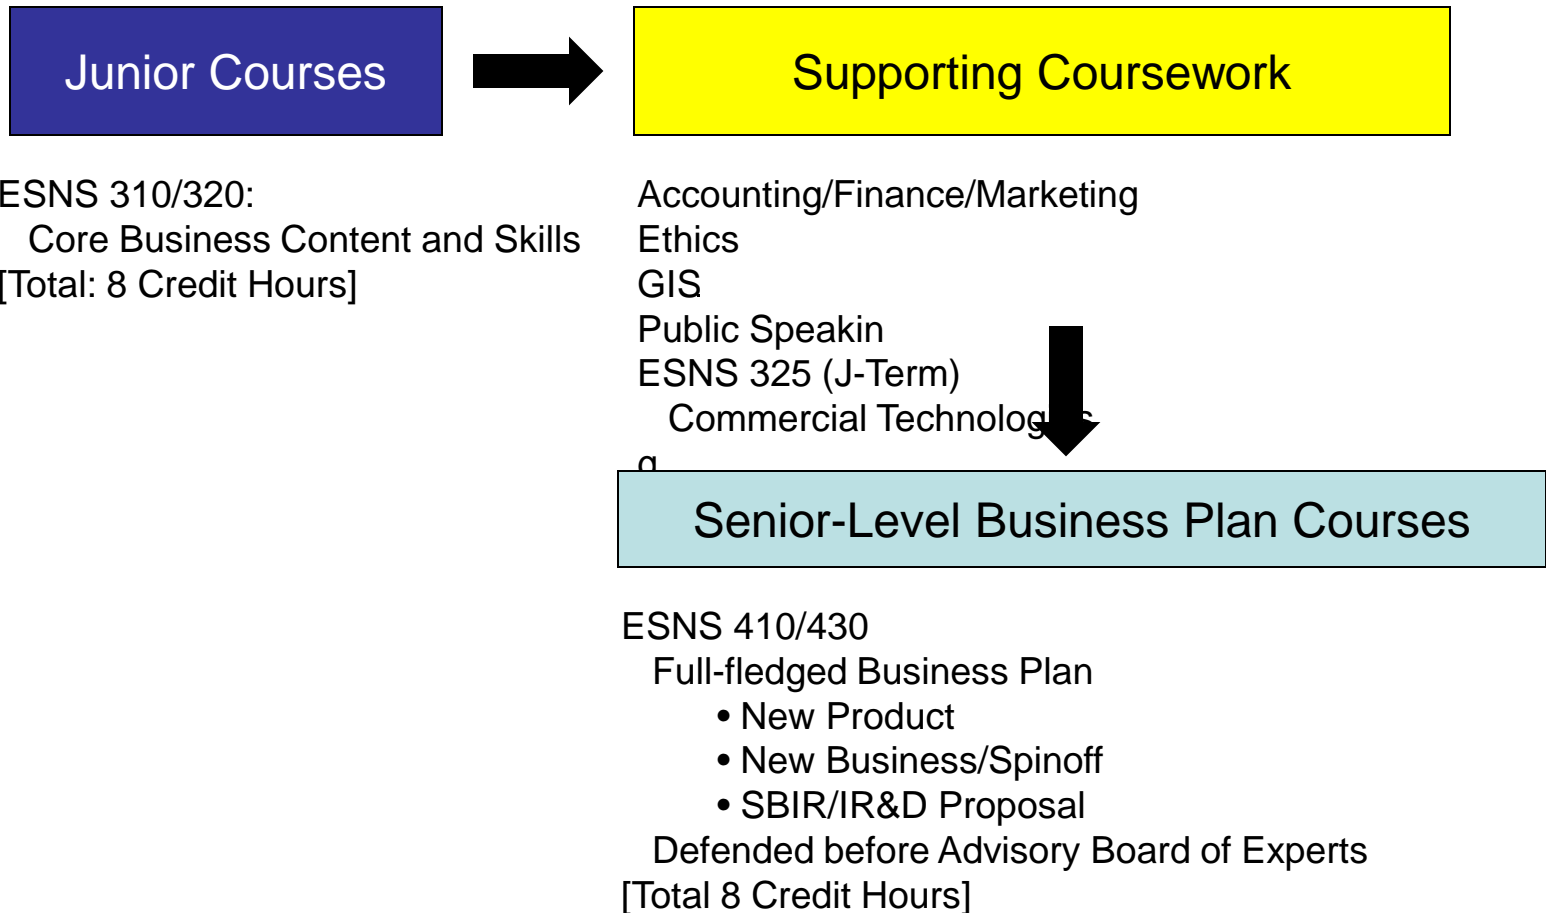 Junior Courses
Supporting Coursework
ESNS 310/320:
Core Business Content and Skills
[Total: 8 Credit Hours]
Accounting/Finance/Marketing
Ethics
GIS
Public Speakin
ESNS 325 (J-Term)
Commercial Technologies
g
Senior-Level Business Plan Courses
ESNS 410/430
Full-fledged Business Plan
• New Product
• New Business/Spinoff
• SBIR/IR&D Proposal
Defended before Advisory Board of Experts
[Total 8 Credit Hours]